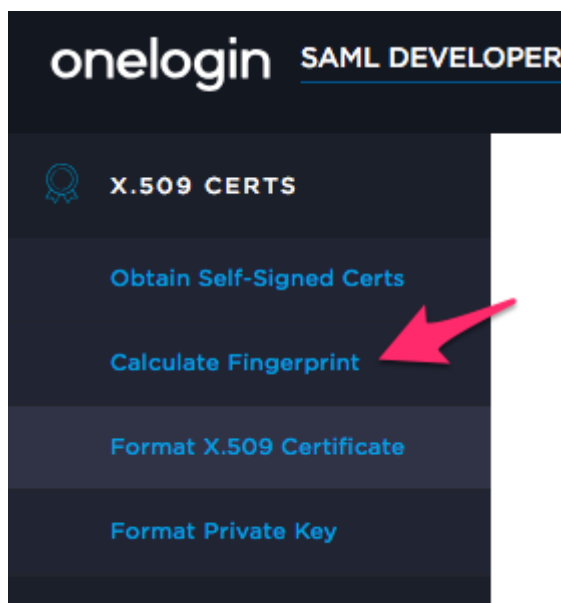 onelogin SAML DEVELOPER
X.509 CERTS
Obtain Self-Signed Certs
Calculate Fingerprint
Format X.509 Certificate
Format Private Key